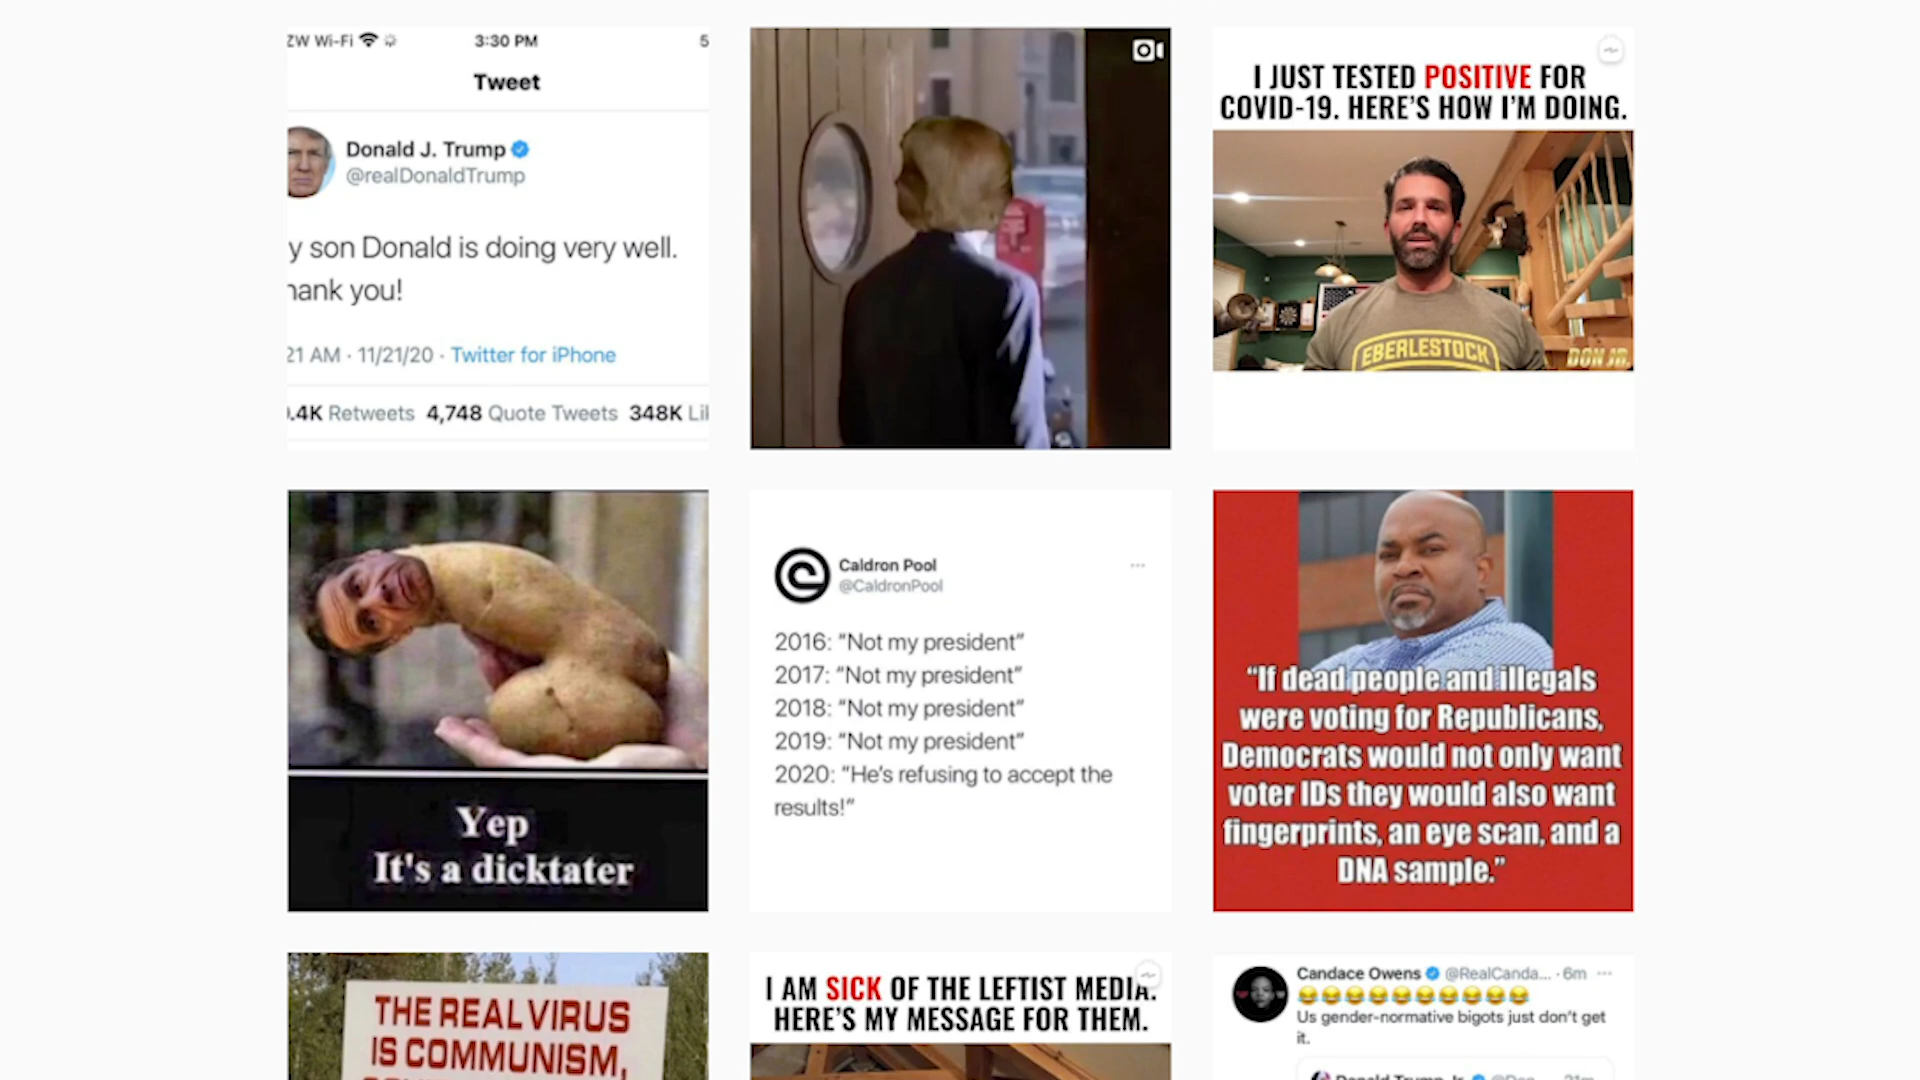 ZW Wi-Fi
3:30 PM
5
Tweet
Donald J. Trump
@realDonaldTrump
y son Donald is doing very well.
hank you!
21 AM · 11/21/20 · Twitter for iPhone
.4K Retweets 4,748 Quote Tweets 348K Lik
I JUST TESTED POSITIVE FOR
COVID-19. HERE'S HOW I'M DOING.
EBERLESTOCK
DON JR.
Yep
It's a dicktater
Caldron Pool
@CaldronPool
2016: "Not my president"
2017: "Not my president"
2018: "Not my president"
2019: "Not my president"
2020: "He's refusing to accept the
results!"
"If dead people and illegals
were voting for Republicans,
Democrats would not only want
voter IDs they would also want
fingerprints, an eye scan, and a
DNA sample."
THE REAL VIRUS
IS COMMUNISM,
I AM SICK OF THE LEFTIST MEDIA.
HERE'S MY MESSAGE FOR THEM.
Candace Owens @RealCanda... · 6m
Us gender-normative bigots just don't get
it.
Donald Trump Jr. @Don... · 21m